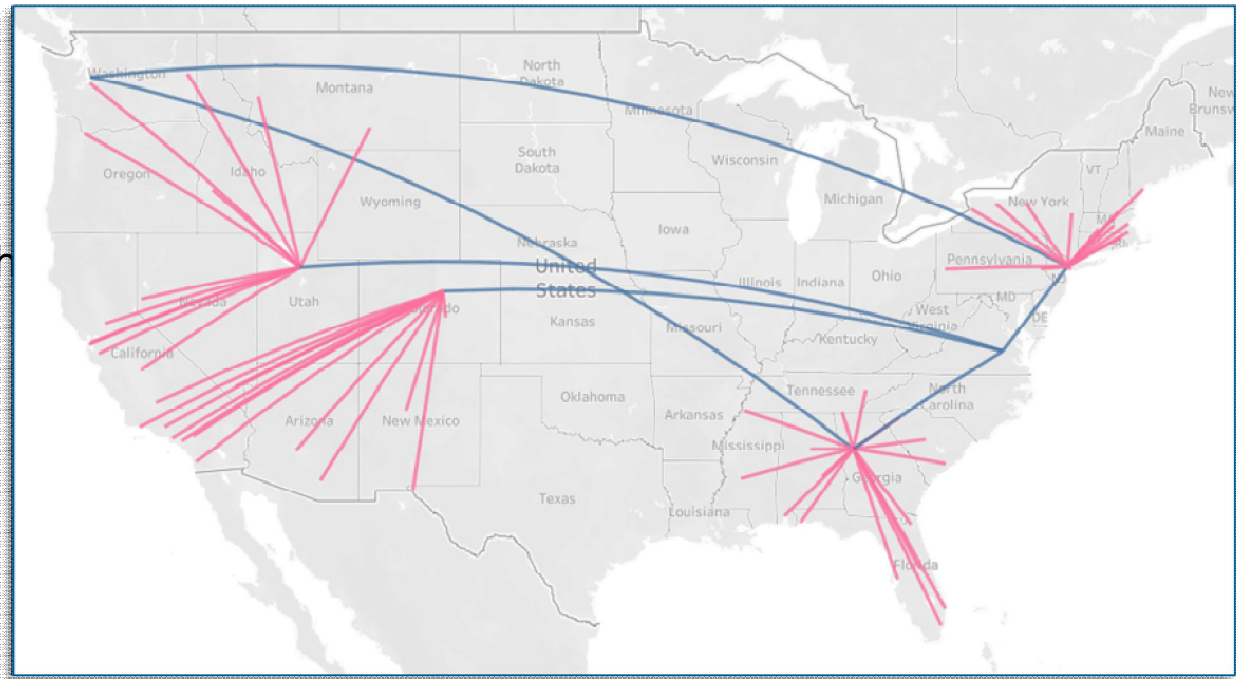 Washington
Montana
North
Dakota
Minnesota
New
Brunsw
Maine
Oregon
Idaho
South
Dakota
Wisconsin
VT
Wyoming
Michigan
New York
MA
Nebraska
Iowa
Pennsylvania
United
States
Nevada
Utah
Illinois
Indiana
Ohio
MD
DE
Kansas
Missouri
West
Virginia
Kentucky
California
Tennessee
North
Carolina
Oklahoma
Arkansas
Arizona
New Mexico
Mississippi
Georgia
Texas
Louisiana
Florida